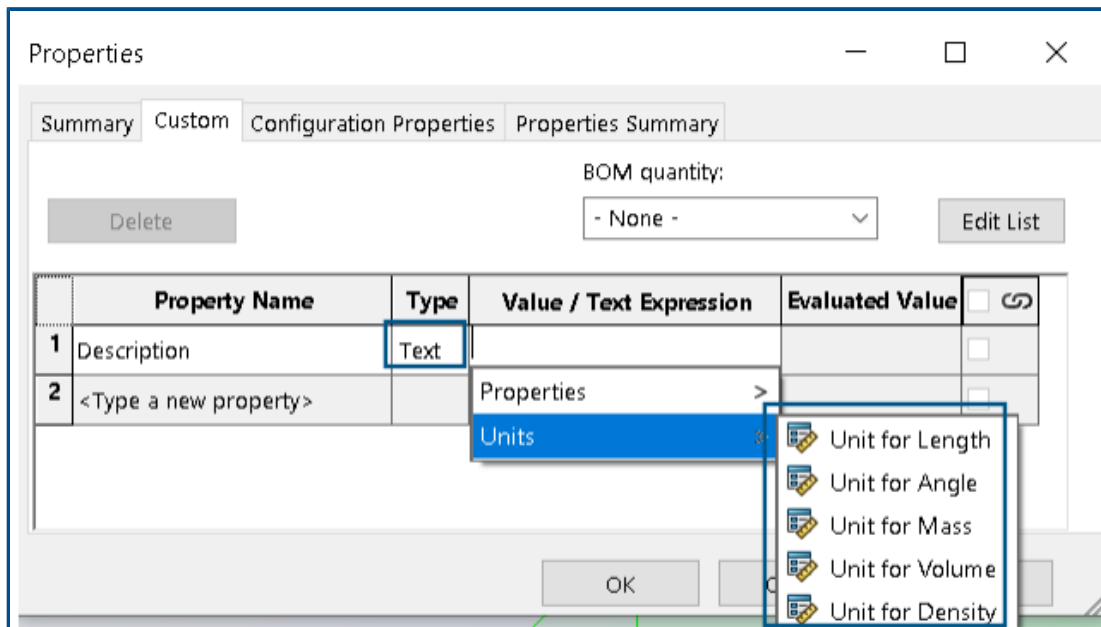 Properties
Summary Custom Configuration Properties Properties Summary
BOM quantity:
Delete - None - Edit List
Property Name Type Value / Text Expression Evaluated Value
1 Description Text
2 <Type a new property>
Properties >
Units >
Unit for Length
Unit for Angle
Unit for Mass
Unit for Volume
Unit for Density
OK